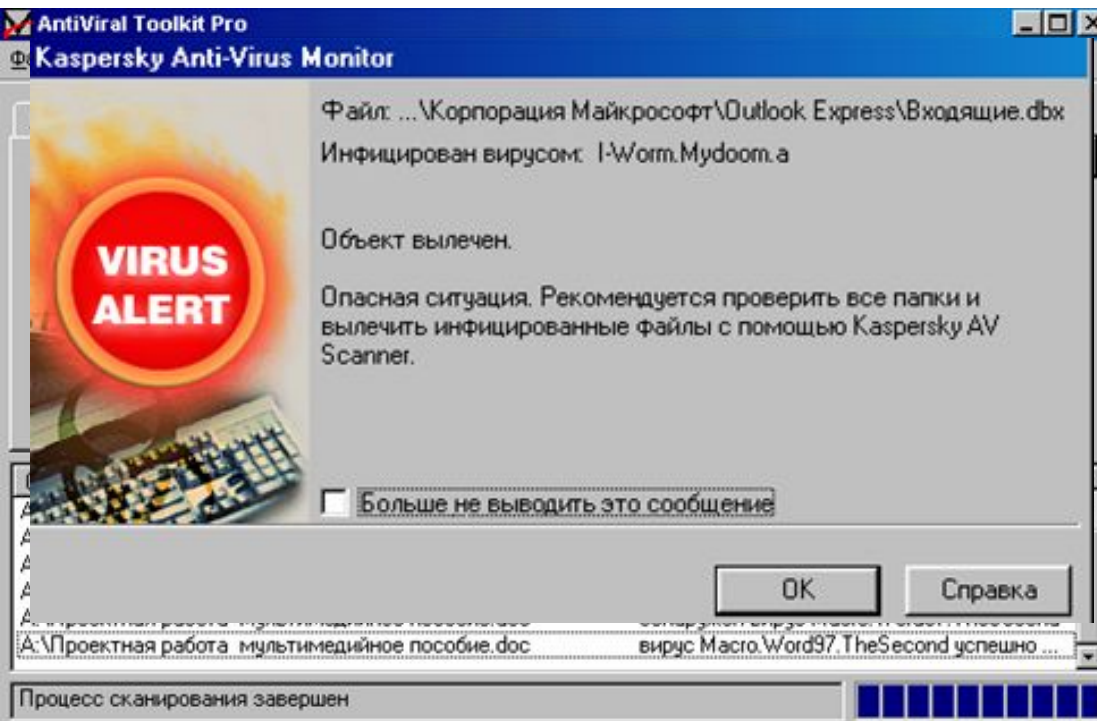 AntiViral Toolkit Pro
Kaspersky Anti-Virus Monitor
Файл: ...\Корпорация Майкрософт\Outlook Express\Входящие.dbx
Инфицирован вирусом: I-Worm.Mydoom.a
VIRUS
ALERT
Объект вылечен.
Опасная ситуация. Рекомендуется проверить все папки и
вылечить инфицированные файлы с помощью Kaspersky AV
Scanner.
Больше не выводить это сообщение
OK
Справка
A:\Проектная работа мультимедийное пособие.doc вирус Macro.Word97.TheSecond успешно ...
Процесс сканирования завершен